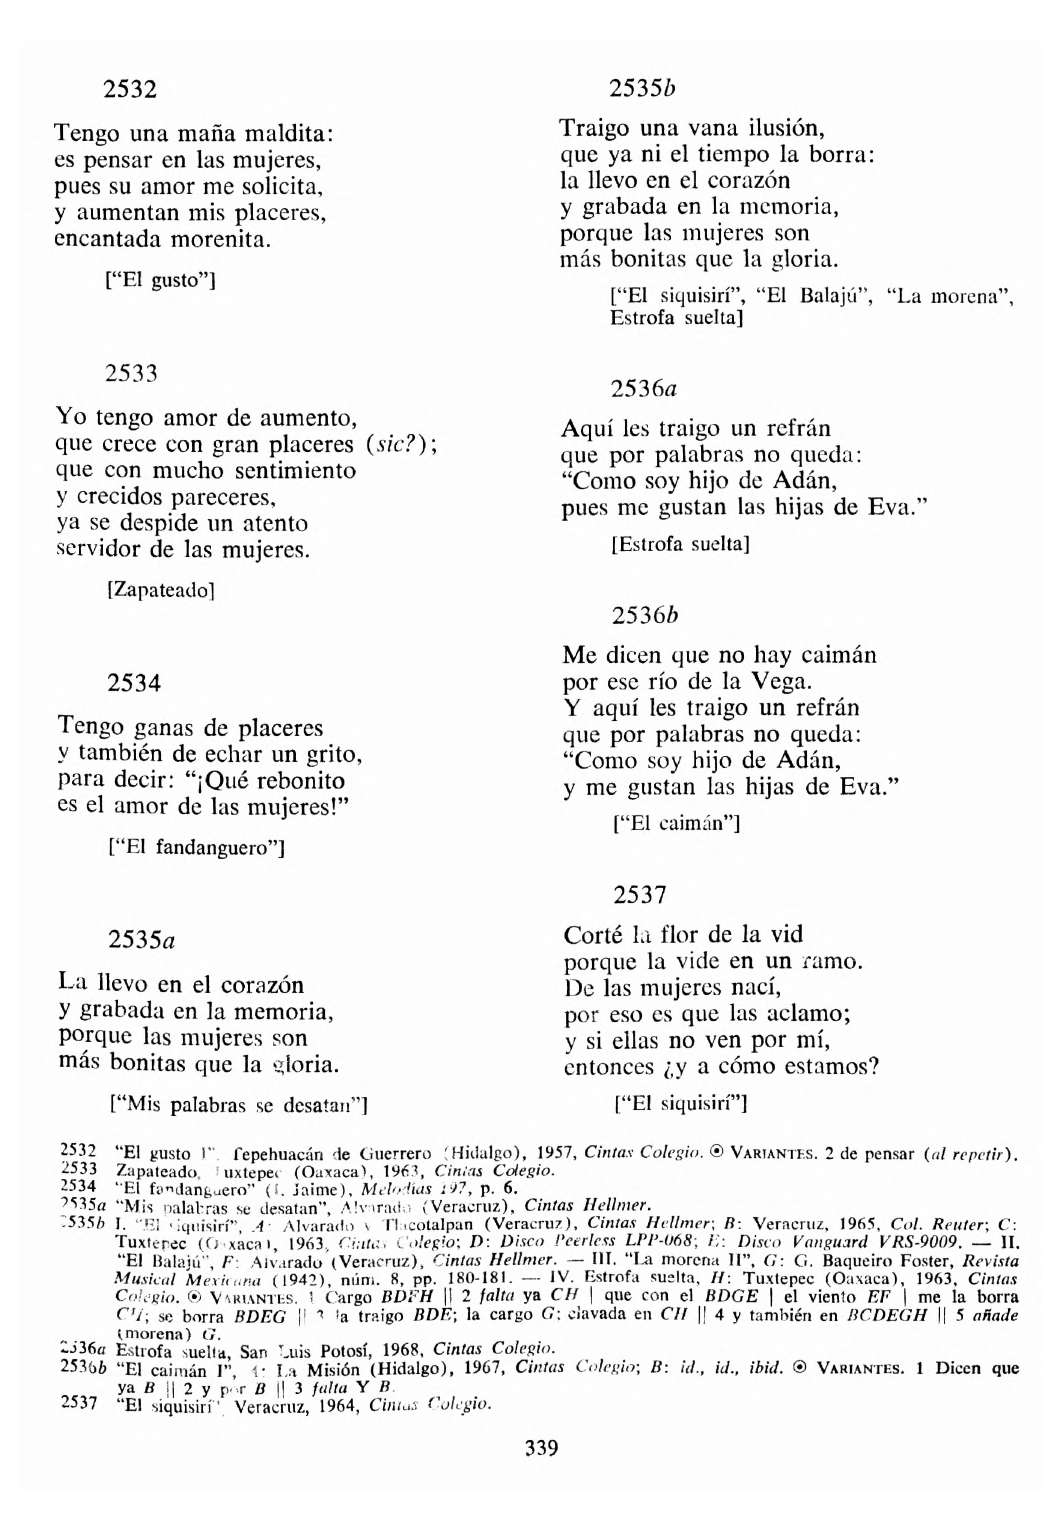 2532
Tengo una maña maldita:
es pensar en las mujeres,
pues su amor me solicita,
y aumentan mis placeres,
encantada morenita.
[“El gusto”]
2533
Yo tengo amor de aumento,
que crece con gran placeres (sic?);
que con mucho sentimiento
y crecidos pareceres,
ya se despide un atento
servidor de las mujeres.
[Zapateado]
2534
Tengo ganas de placeres
y también de echar un grito,
para decir: “¡Qué rebonito
es el amor de las mujeres!”
[“El fandanguero”]
2535a
La llevo en el corazón
y grabada en la memoria,
porque las mujeres son
más bonitas que la gloria.
[“Mis palabras se desatan”]
2535b
Traigo una vana ilusión,
que ya ni el tiempo la borra:
la llevo en el corazón
y grabada en la memoria,
porque las mujeres son
más bonitas que la gloria.
[“El siquisirí”, “El Balajú”, “La morena”,
Estrofa suelta]
2536a
Aquí les traigo un refrán
que por palabras no queda:
“Como soy hijo de Adán,
pues me gustan las hijas de Eva.”
[Estrofa suelta]
2536b
Me dicen que no hay caimán
por ese río de la Vega.
Y aquí les traigo un refrán
que por palabras no queda:
“Como soy hijo de Adán,
y me gustan las hijas de Eva.”
[“El caimán”]
2537
Corté la flor de la vid
porque la vide en un ramo.
De las mujeres nací,
por eso es que las aclamo;
y si ellas no ven por mí,
entonces ¿y a cómo estamos?
[“El siquisirí”]
2532 “El gusto I”, Tepehuacán de Guerrero (Hidalgo), 1957, Cintas Colegio. ⊙ VARIANTES. 2 de pensar (al repetir).
2533 Zapateado, Tuxtepec (Oaxaca), 1963, Cintas Colegio.
2534 “El fandanguero” (I. Jaime), Melodías 197, p. 6.
2535a “Mis palabras se desatan”, Alvarado (Veracruz), Cintas Hellmer.
2535b I. “El siquisirí”, A: Alvarado y Tlacotalpan (Veracruz), Cintas Hellmer; B: Veracruz, 1965, Col. Reuter; C:
Tuxtepec (Oaxaca), 1963, Cintas Colegio; D: Disco Peerless LPP-068; E: Disco Vanguard VRS-9009. — II.
“El Balajú”, F: Alvarado (Veracruz), Cintas Hellmer. — III. “La morena II”, G: G. Baqueiro Foster, Revista
Musical Mexicana (1942), núm. 8, pp. 180-181. — IV. Estrofa suelta, H: Tuxtepec (Oaxaca), 1963, Cintas
Colegio. ⊙ VARIANTES. 1 Cargo BDFH || 2 falta ya CH | que con el BDGE | el viento EF | me la borra
se borra BDEG || 3 la traigo BDE; la cargo G; clavada en CH || 4 y también en BCDEGH || 5 añade
(morena) G.
2536a Estrofa suelta, San Luis Potosí, 1968, Cintas Colegio.
2536b “El caimán I”, A: La Misión (Hidalgo), 1967, Cintas Colegio; B: id., id., ibid. ⊙ VARIANTES. 1 Dicen que
ya B || 2 y por B || 3 falta Y B.
2537 “El siquisirí”, Veracruz, 1964, Cintas Colegio.
339